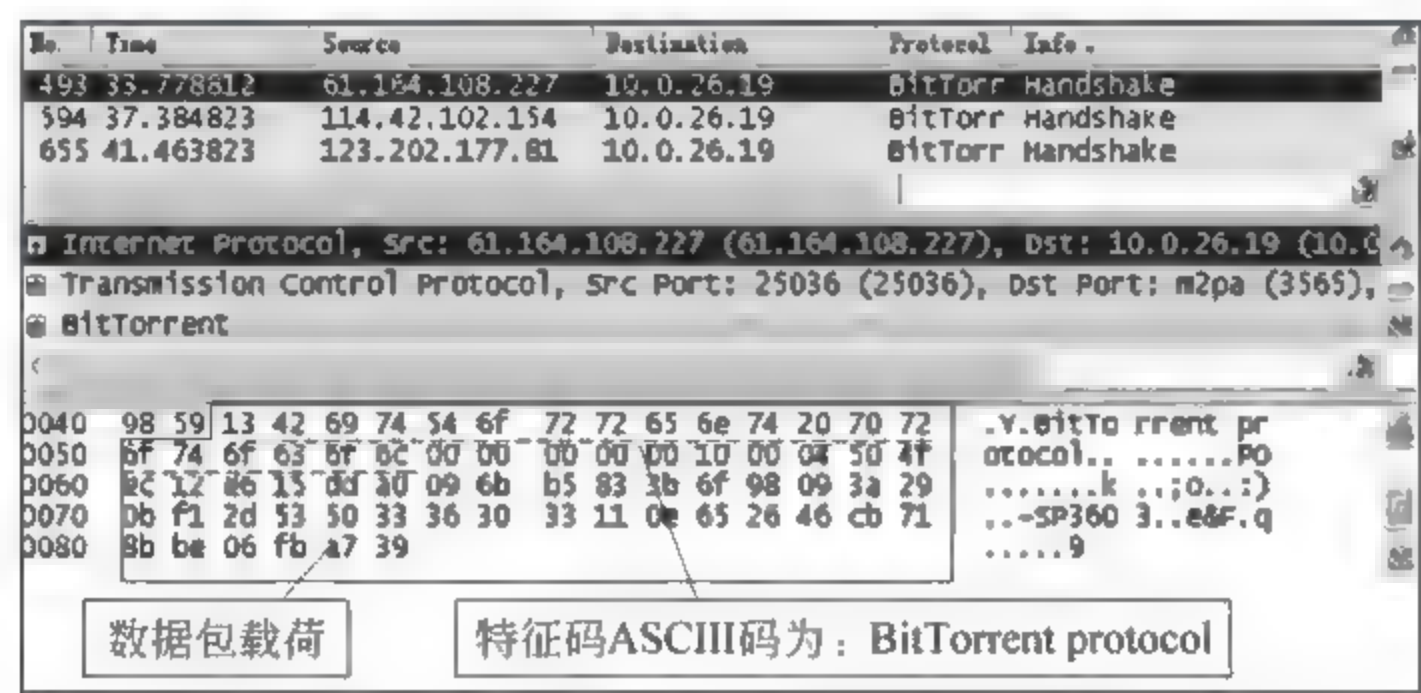 No. Time Source Destination Protocol Info .
493 33.778812 61.164.108.227 10.0.26.19 BitTorr Handshake
594 37.384823 114.42.102.154 10.0.26.19 BitTorr Handshake
655 41.463823 123.202.177.81 10.0.26.19 BitTorr Handshake
Internet Protocol, Src: 61.164.108.227 (61.164.108.227), Dst: 10.0.26.19 (10.0
Transmission Control Protocol, Src Port: 25036 (25036), Dst Port: m2pa (3565),
BitTorrent
0040 98 59 13 42 69 74 54 6f 72 72 65 6e 74 20 70 72 .Y.BitTo rrent pr
0050 6f 74 6f 63 6f 6c 00 00 00 00 00 10 00 04 50 4f otocol.. ......PO
0060 ec 12 15 09 6b b5 83 3b 6f 98 09 3a 29 .......k ..;o..:)
0070 0b f1 2d 53 50 33 36 30 33 11 0e 65 26 46 cb 71 ..-SP360 3..e&F.q
0080 8b be 06 fb a7 39 .....9
数据包载荷
特征码ASCIII码为：BitTorrent protocol